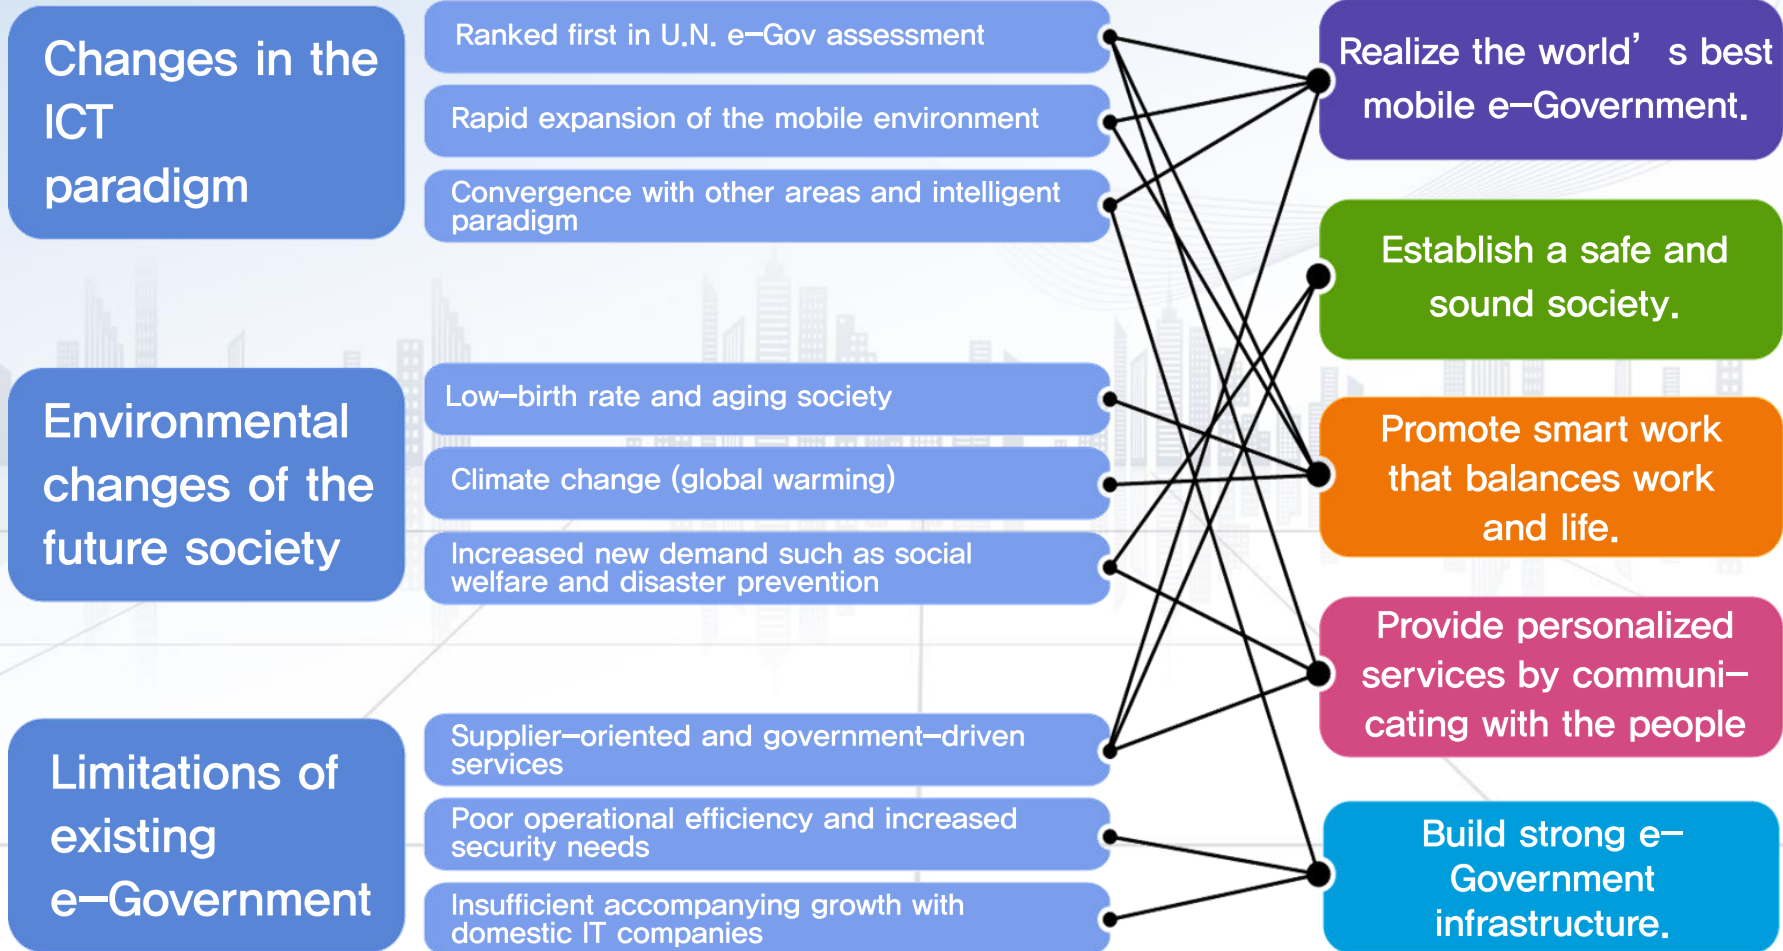 Changes in the
ICT
paradigm
Ranked first in U.N. e-Gov assessment
Rapid expansion of the mobile environment
Convergence with other areas and intelligent
paradigm
Environmental
changes of the
future society
Low-birth rate and aging society
Climate change (global warming)
Increased new demand such as social
welfare and disaster prevention
Limitations of
existing
e-Government
Supplier-oriented and government-driven
services
Poor operational efficiency and increased
security needs
Insufficient accompanying growth with
domestic IT companies
Realize the world’ s best
mobile e-Government.
Establish a safe and
sound society.
Promote smart work
that balances work
and life.
Provide personalized
services by communi-
cating with the people
Build strong e-
Government
infrastructure.